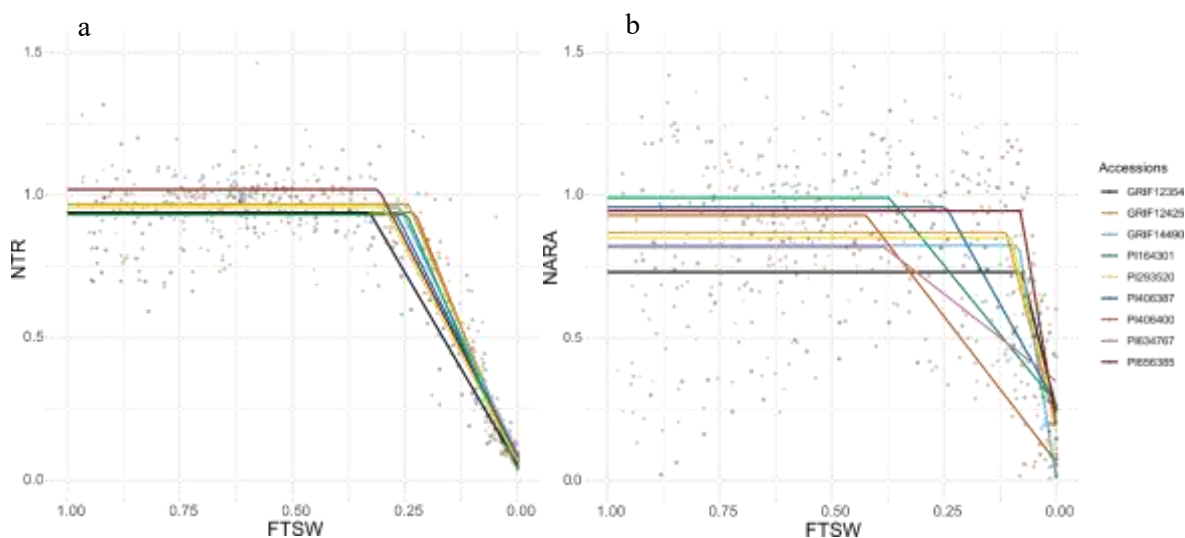 a
1.5
1.0
0.5
0.0
NTR
1.00 0.75 0.50 0.25 0.00
FTSW
b
1.5
1.0
0.5
0.0
NARA
1.00 0.75 0.50 0.25 0.00
FTSW
Accessions
GRIF12354
GRIF12425
GRIF14490
PI164301
PI293520
PI406387
PI406400
PI634767
PI656385